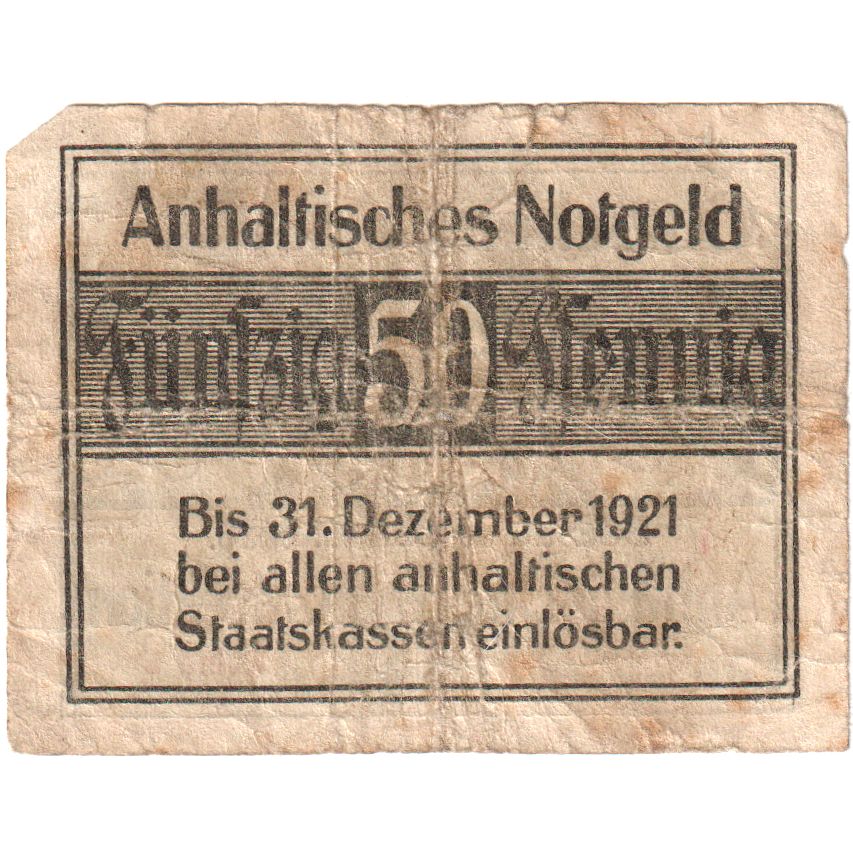 Anhaltisches Notgeld
Fünfzig 50 Pfennig
Bis 31. Dezember 1921
bei allen anhaltischen
Staatskassen einlösbar.